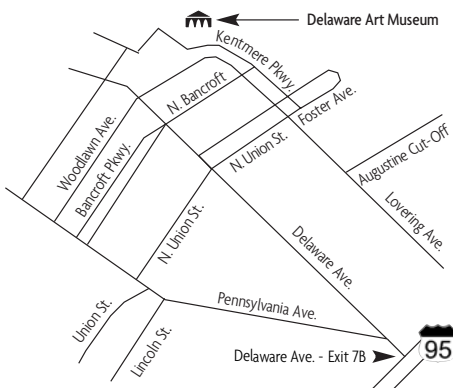 Delaware Art Museum
Kentmere Pkwy.
N. Bancroft
Foster Ave.
Woodlawn Ave.
Bancroft Pkwy.
N. Union St.
Augustine Cut-Off
Lovering Ave.
N. Union St.
Delaware Ave.
Pennsylvania Ave.
Union St.
Lincoln St.
Delaware Ave. - Exit 7B
95